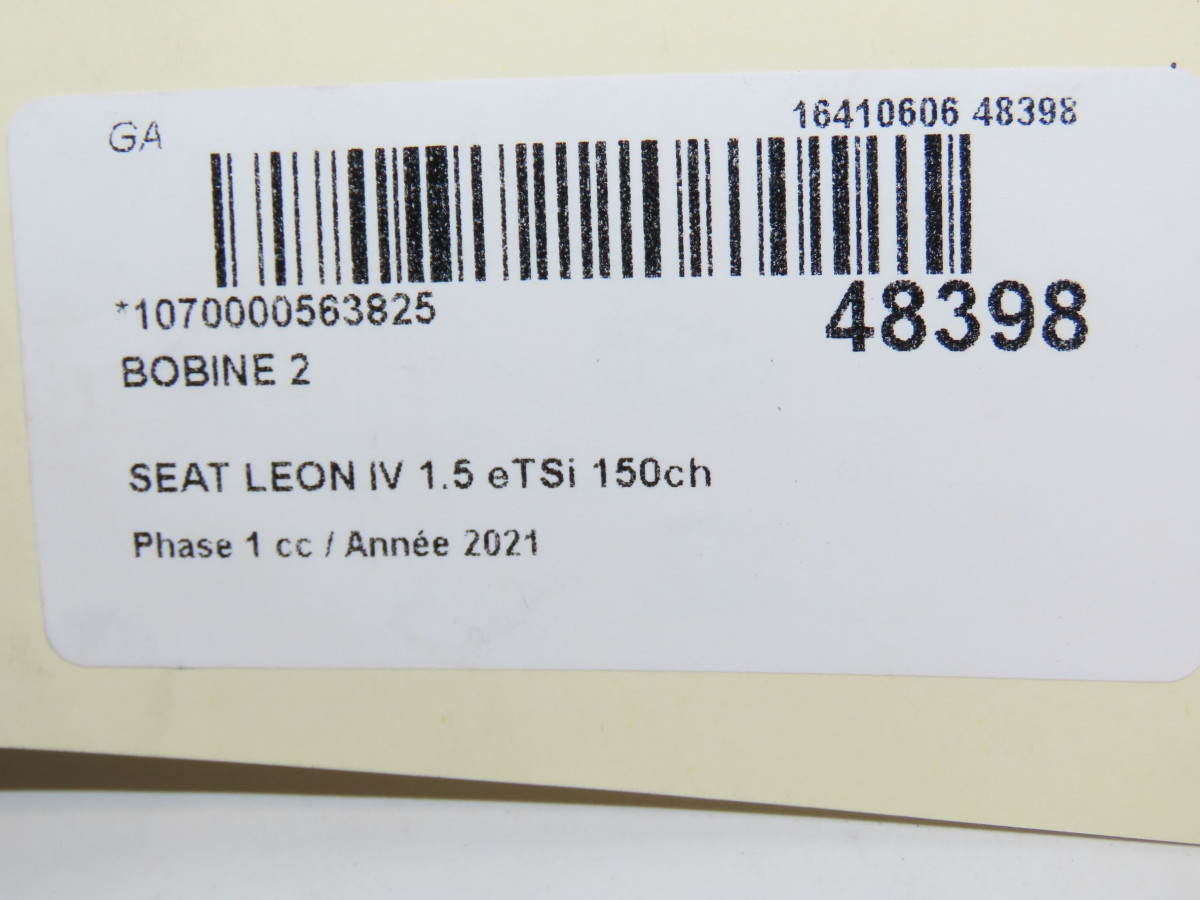 GA
16410606 48398
*1070000563825
48398
BOBINE 2
SEAT LEON IV 1.5 eTSi 150ch
Phase 1 cc / Année 2021